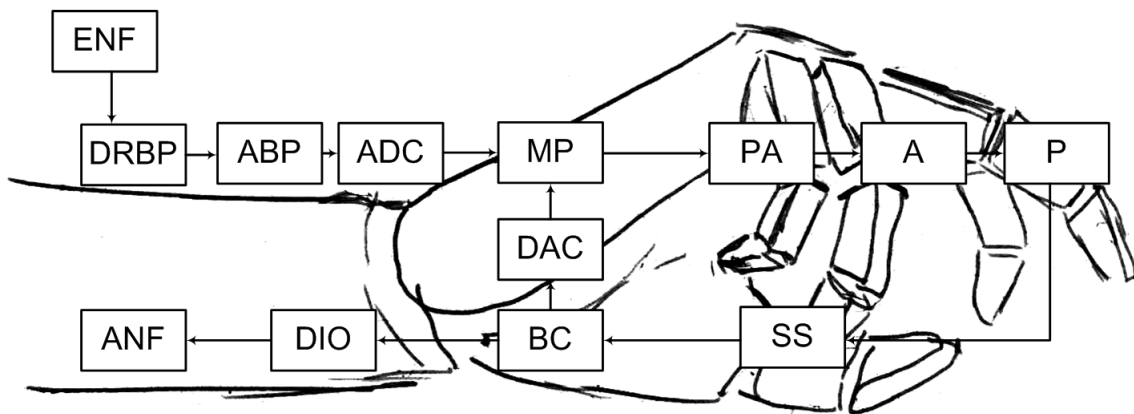 ENF
DRBP ABP ADC MP PA A P
DAC
ANF DIO BC SS